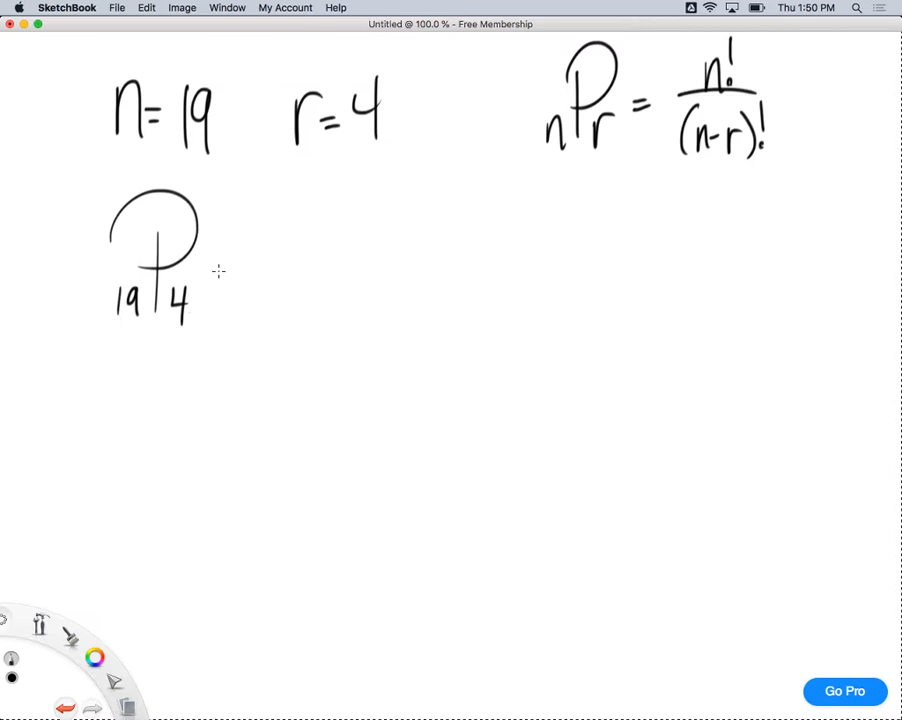 SketchBook File Edit Image Window My Account Help Thu 1:50 PM
Untitled @ 100.0 % - Free Membership
n=19 r=4 nPr = n!/(n-r)!
19P4
Go Pro